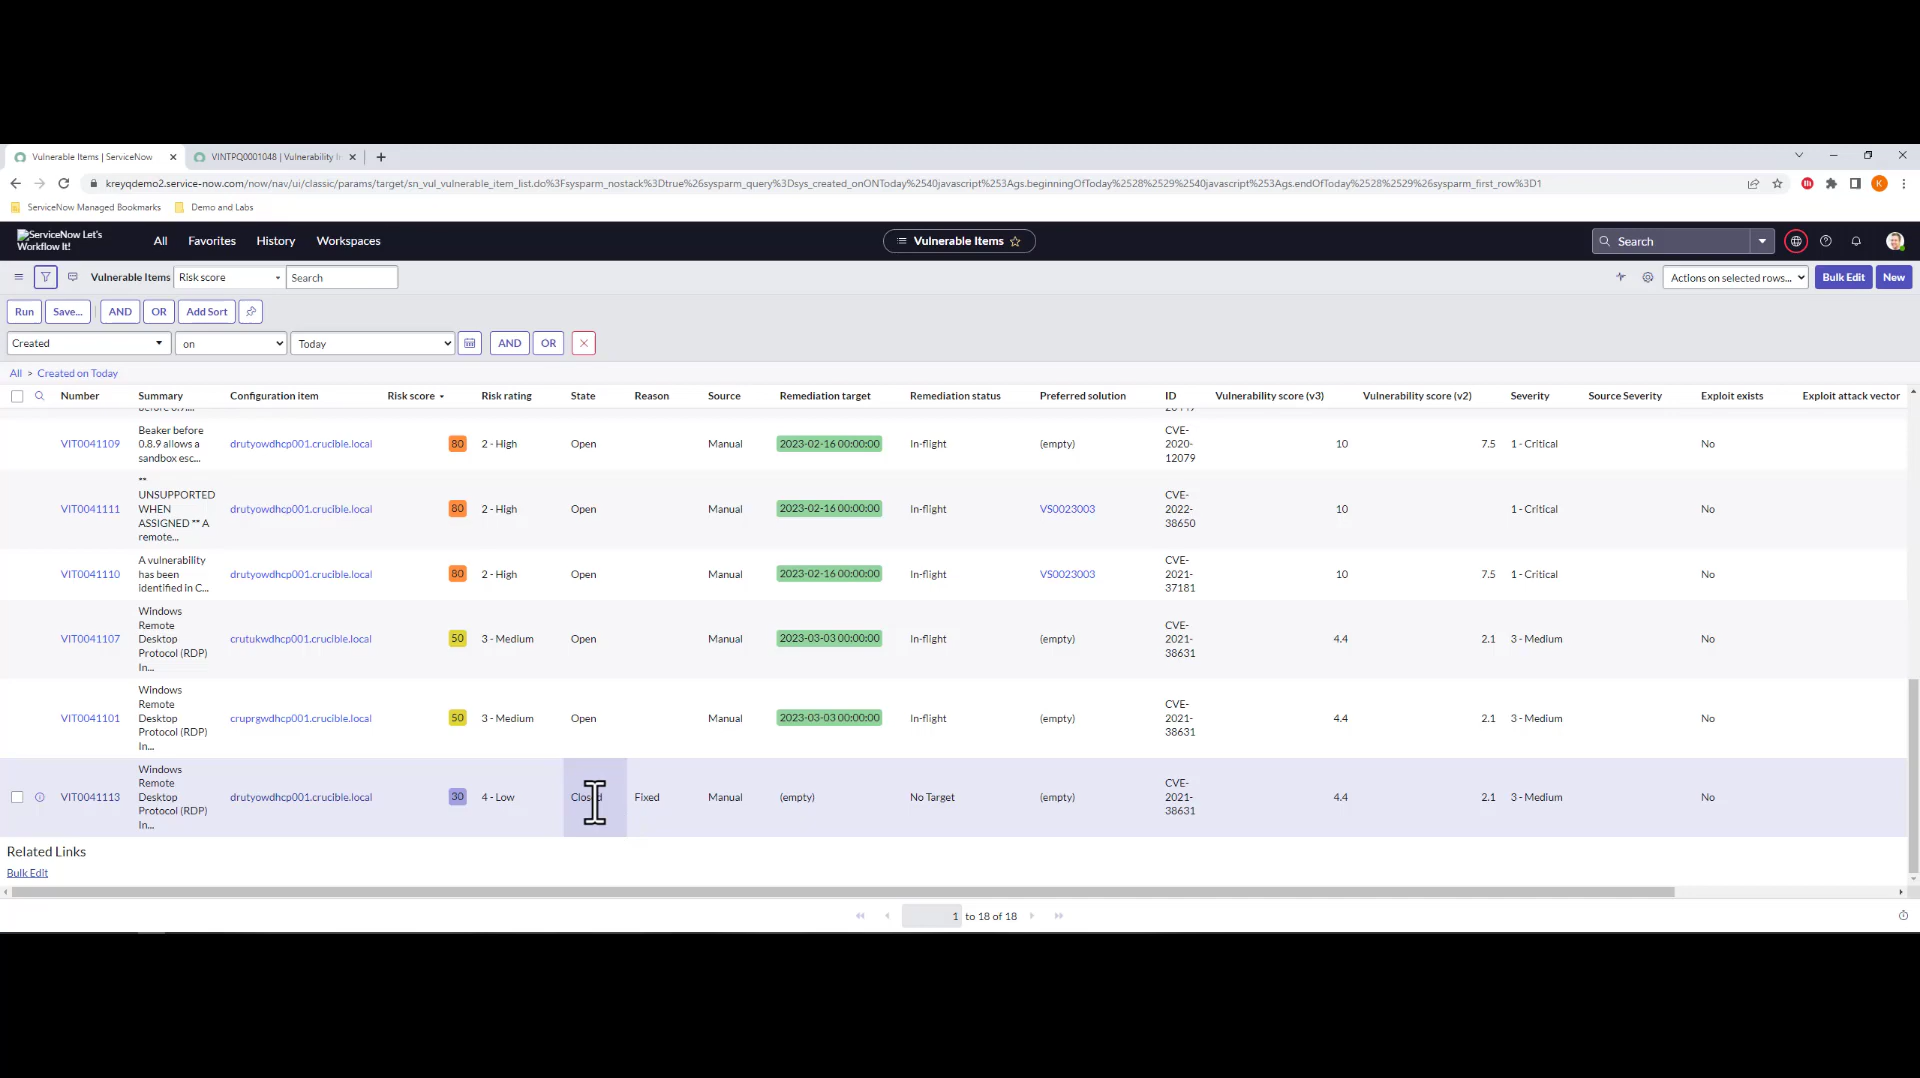 Vulnerable Items | ServiceNow
VINTPQ0001048 | Vulnerability In
kreyqdemo2.service-now.com/now/nav/ui/classic/params/target/sn_vul_vulnerable_item_list.do%3Fsysparm_nostack%3Dtrue%26sysparm_query%3Dsys_created_onONToday%2540javascript%253Ags.beginningOfToday%2528%2529%2540javascript%253Ags.endOfToday%2528%2529%26sysparm_first_row%3D1
K
ServiceNow Managed Bookmarks
Demo and Labs
ServiceNow Let's
Workflow It!
All
Favorites
History
Workspaces
Vulnerable Items
Search
Vulnerable Items
Risk score
Search
Actions on selected rows...
Bulk Edit
New
Run
Save...
AND
OR
Add Sort
Created
on
Today
AND
OR
All > Created on Today
Number Summary Configuration item Risk score Risk rating State Reason Source Remediation target Remediation status Preferred solution ID Vulnerability score (v3) Vulnerability score (v2) Severity Source Severity Exploit exists Exploit attack vector
VIT0041109
Beaker before
0.8.9 allows a
sandbox esc...
drutyowdhcp001.crucible.local 80 2 - High Open Manual 2023-02-16 00:00:00 In-flight (empty)
CVE-
2020-
12079
10 7.5 1 - Critical No
VIT0041111
**
UNSUPPORTED
WHEN
ASSIGNED ** A
remote...
drutyowdhcp001.crucible.local 80 2 - High Open Manual 2023-02-16 00:00:00 In-flight VS0023003
CVE-
2022-
38650
10 1 - Critical No
VIT0041110
A vulnerability
has been
identified in C...
drutyowdhcp001.crucible.local 80 2 - High Open Manual 2023-02-16 00:00:00 In-flight VS0023003
CVE-
2021-
37181
10 7.5 1 - Critical No
VIT0041107
Windows
Remote
Desktop
Protocol (RDP)
In...
crutukwdhcp001.crucible.local 50 3 - Medium Open Manual 2023-03-03 00:00:00 In-flight (empty)
CVE-
2021-
38631
4.4 2.1 3 - Medium No
VIT0041101
Windows
Remote
Desktop
Protocol (RDP)
In...
cruprgwdhcp001.crucible.local 50 3 - Medium Open Manual 2023-03-03 00:00:00 In-flight (empty)
CVE-
2021-
38631
4.4 2.1 3 - Medium No
VIT0041113
Windows
Remote
Desktop
Protocol (RDP)
In...
drutyowdhcp001.crucible.local 30 4 - Low Closed Fixed Manual (empty) No Target (empty)
CVE-
2021-
38631
4.4 2.1 3 - Medium No
Related Links
Bulk Edit
1 to 18 of 18